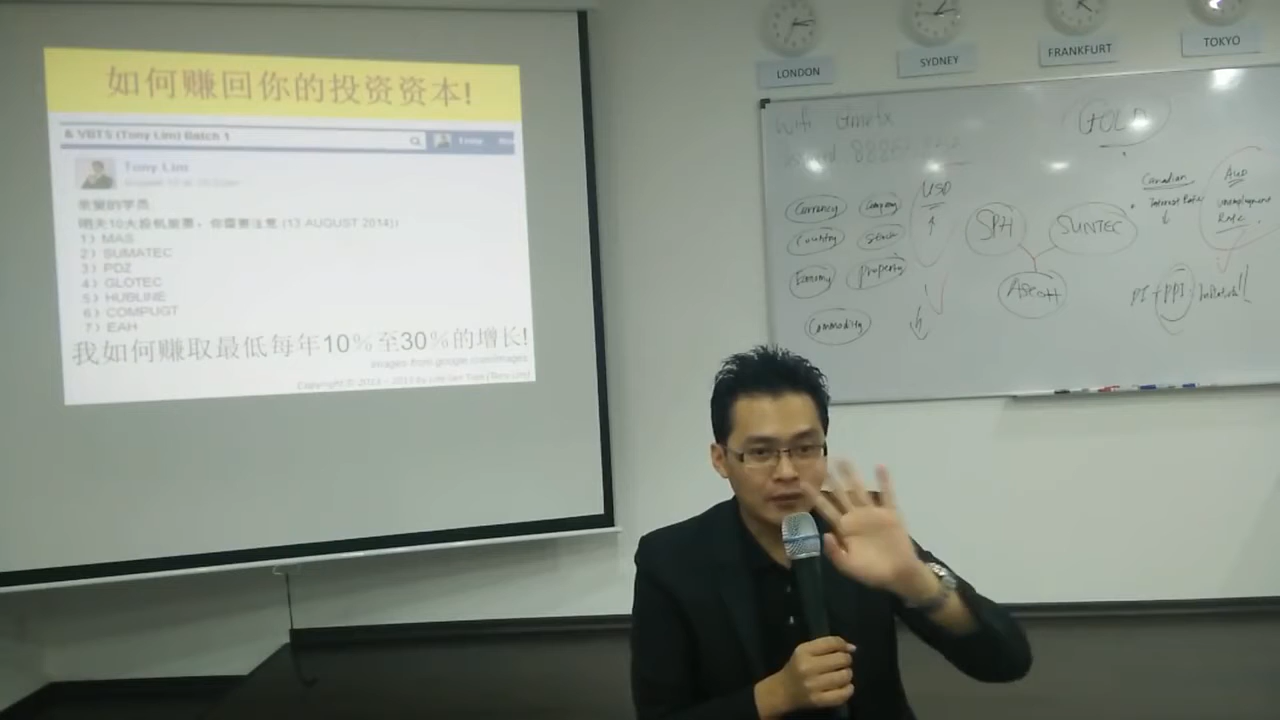 如何赚回你的投资资本!
& VBTS (Tony Lim) Batch 1
Tony
Tony Lim
亲爱的学员
明天10大投机股票，你需要注意 (13 AUGUST 2014))
1) MAS
2) SUMATEC
3) PDZ
4) GLOTEC
5) HUBLINE
6) COMPUGT
7) EAH
我如何赚取最低每年10%至30%的增长!
Images from google.com/images
LONDON
SYDNEY
FRANKFURT
TOKYO
GOLD
Currency
Company
USD
Country
Stock
Economy
Property
Commodity
SPH
SUNTEC
Ascott
Canadian
Interest Rate
AUD
Unemployment
Rate
PPI